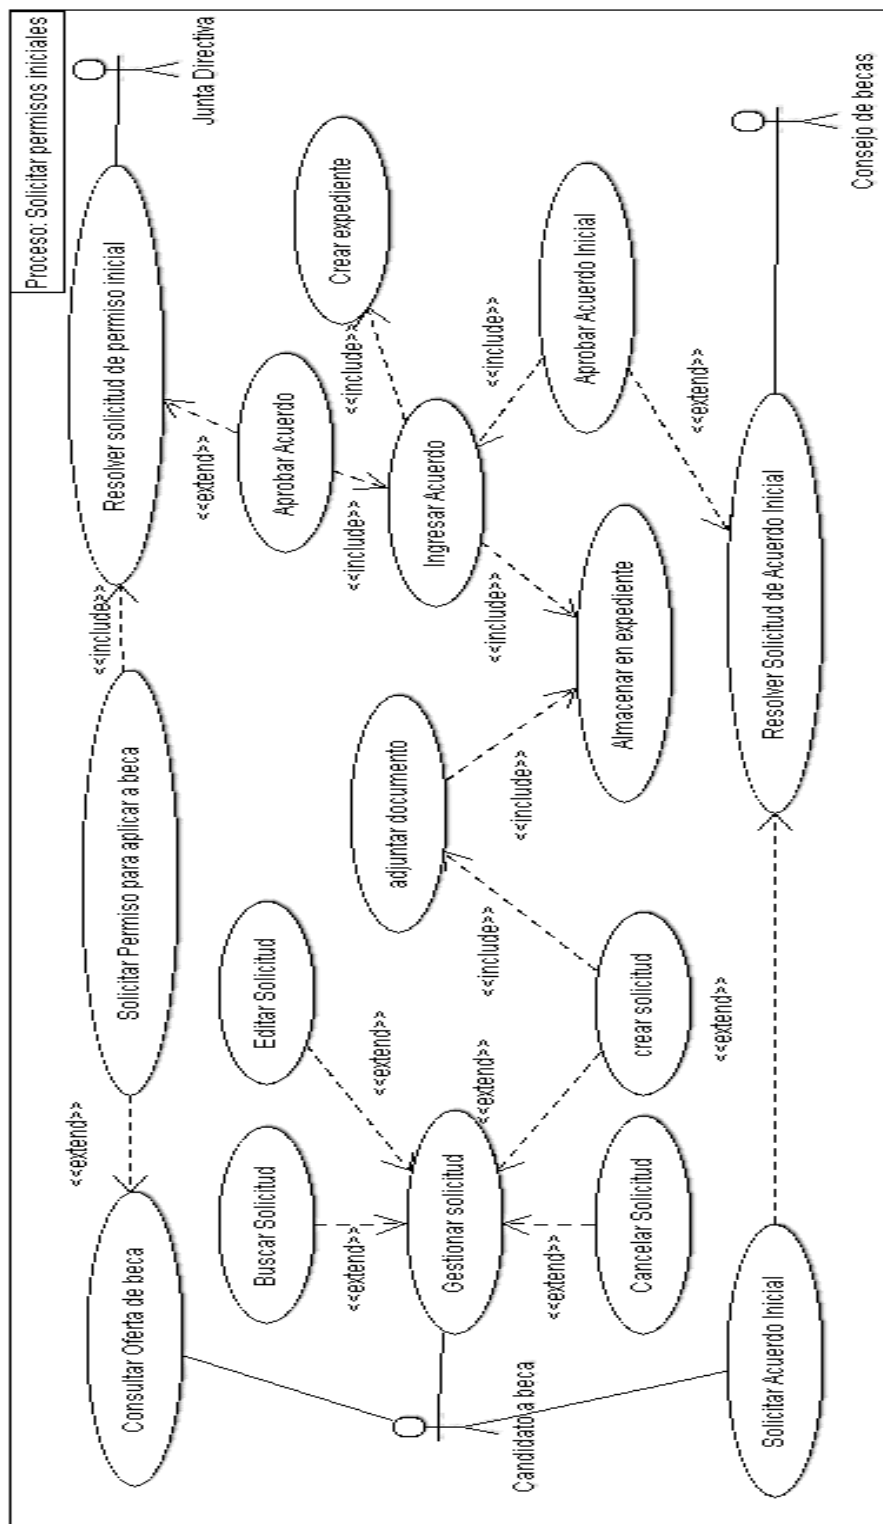 Proceso: Solicitar permisos iniciales
Consultar Oferta de beca
<<extend>>
Solicitar Permiso para aplicar a beca
<<include>>
Resolver solicitud de permiso inicial
Junta Directiva
Buscar Solicitud
Editar Solicitud
<<extend>>
Aprobar Acuerdo
<<extend>>
<<extend>>
<<include>>
<<include>>
Crear expediente
adjuntar documento
Candidato a beca
Gestionar solicitud
<<extend>>
Ingresar Acuerdo
<<include>>
<<include>>
<<include>>
<<include>>
<<extend>>
Cancelar Solicitud
crear solicitud
Almacenar en expediente
Aprobar Acuerdo Inicial
<<extend>>
<<extend>>
Solicitar Acuerdo Inicial
Resolver Solicitud de Acuerdo Inicial
Consejo de becas